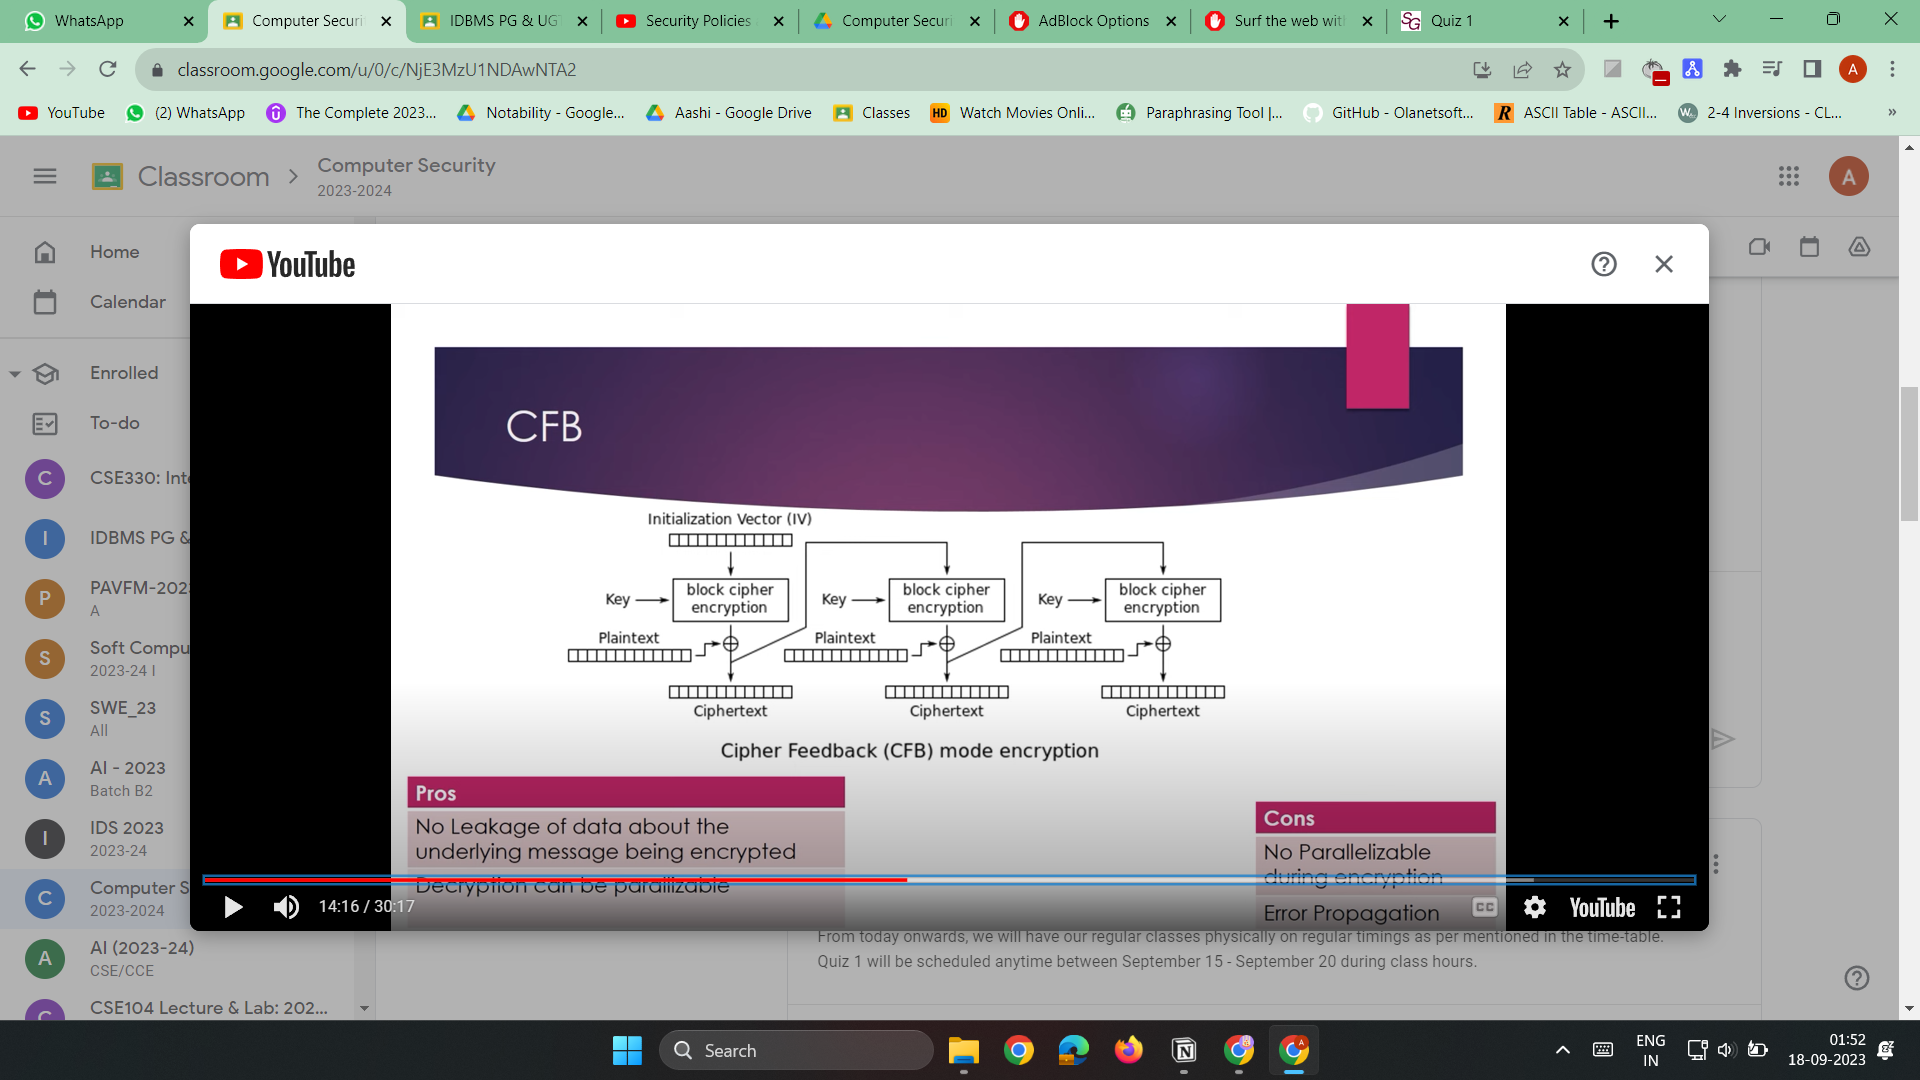 WhatsApp
Computer Securi
IDBMS PG & UGT
Security Policies
Computer Securi
AdBlock Options
Surf the web wit
SG Quiz 1
classroom.google.com/u/0/c/NjE3MzU1NDAwNTA2
A
YouTube
(2) WhatsApp
The Complete 2023...
Notability - Google...
Aashi - Google Drive
Classes
HD Watch Movies Onli...
Paraphrasing Tool |...
GitHub - Olanetsoft...
R ASCII Table - ASCII...
2-4 Inversions - CL...
»
Classroom
Computer Security
2023-2024
A
Home
Calendar
Enrolled
To-do
C CSE330: Inte
I IDBMS PG &
P PAVFM-2023
A
S Soft Compu
2023-24 I
S SWE_23
All
A AI - 2023
Batch B2
I IDS 2023
2023-24
C Computer S
2023-2024
A AI (2023-24)
CSE/CCE
C CSE104 Lecture & Lab: 202...
YouTube
CFB
Initialization Vector (IV)
Key
block cipher
encryption
Key
block cipher
encryption
Key
block cipher
encryption
Plaintext
Plaintext
Plaintext
Ciphertext
Ciphertext
Ciphertext
Cipher Feedback (CFB) mode encryption
Pros
No Leakage of data about the
underlying message being encrypted
Decryption can be parallizable
Cons
No Parallelizable
during encryption
Error Propagation
14:16 / 30:17
CC
YouTube
From today onwards, we will have our regular classes physically on regular timings as per mentioned in the time-table.
Quiz 1 will be scheduled anytime between September 15 - September 20 during class hours.
Search
ENG
IN
01:52
18-09-2023